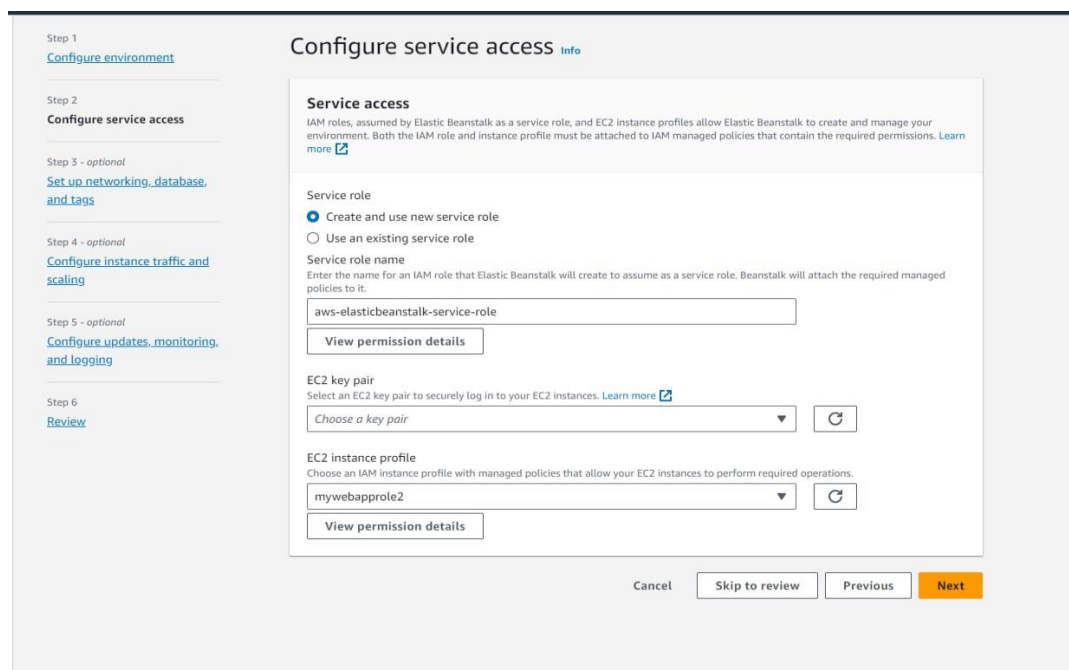 Step 1
Configure environment
Step 2
Configure service access
Step 3 - optional
Set up networking, database,
and tags
Step 4 - optional
Configure instance traffic and
scaling
Step 5 - optional
Configure updates, monitoring,
and logging
Step 6
Review
Configure service access Info
Service access
IAM roles, assumed by Elastic Beanstalk as a service role, and EC2 instance profiles allow Elastic Beanstalk to create and manage your
environment. Both the IAM role and instance profile must be attached to IAM managed policies that contain the required permissions. Learn
more
Service role
Create and use new service role
Use an existing service role
Service role name
Enter the name for an IAM role that Elastic Beanstalk will create to assume as a service role. Beanstalk will attach the required managed
policies to it.
aws-elasticbeanstalk-service-role
View permission details
EC2 key pair
Select an EC2 key pair to securely log in to your EC2 instances. Learn more
Choose a key pair
EC2 instance profile
Choose an IAM instance profile with managed policies that allow your EC2 instances to perform required operations.
mywebapprole2
View permission details
Cancel Skip to review Previous Next